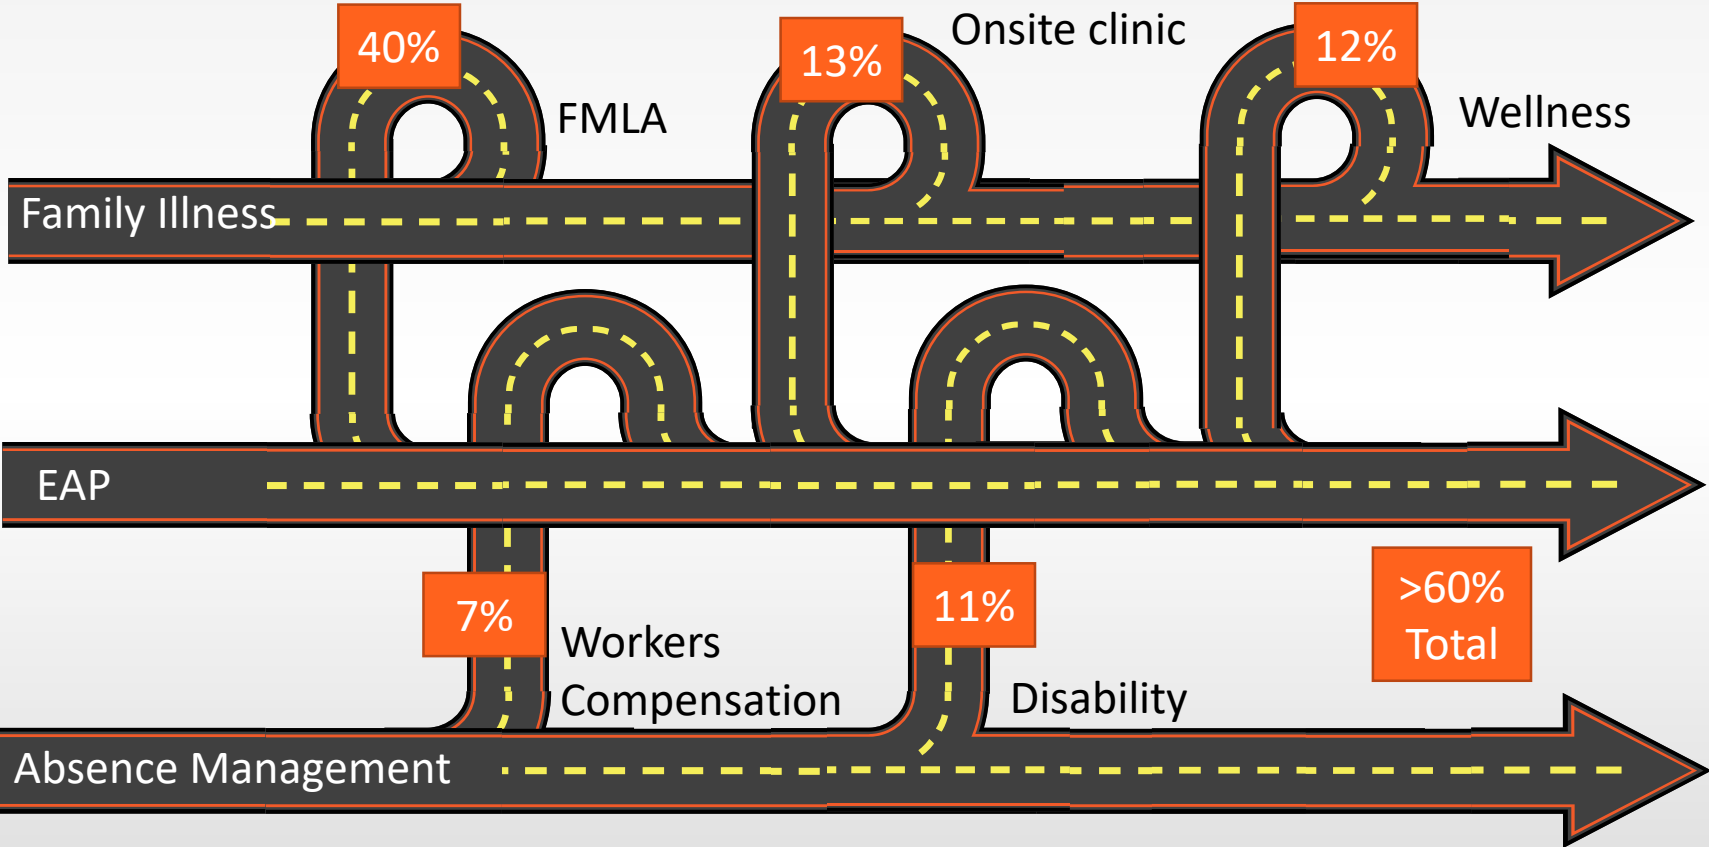 40%
FMLA
13%
Onsite clinic
12%
Wellness
Family Illness
EAP
7%
Workers
Compensation
11%
Disability
>60%
Total
Absence Management